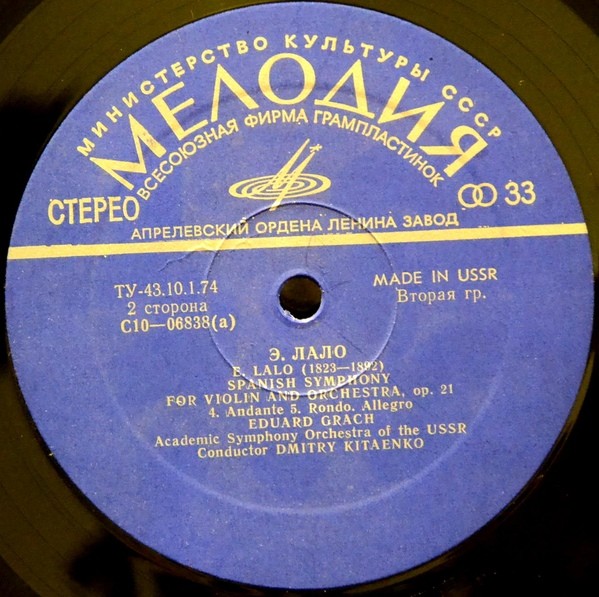 МИНИСТЕРСТВО КУЛЬТУРЫ СССР
МЕЛОДИЯ
ВСЕСОЮЗНАЯ ФИРМА ГРАМПЛАСТИНОК
СТЕРЕО
33
АПРЕЛЕВСКИЙ ОРДЕНА ЛЕНИНА ЗАВОД
ТУ-43.10.1.74
2 сторона
С10—06838(а)
MADE IN USSR
Вторая гр.
Э. ЛАЛО
E. LALO (1823—1892)
SPANISH SYMPHONY
FOR VIOLIN AND ORCHESTRA, op. 21
4. Andante 5. Rondo. Allegro
EDUARD GRACH
Academic Symphony Orchestra of the USSR
Conductor DMITRY KITAENKO